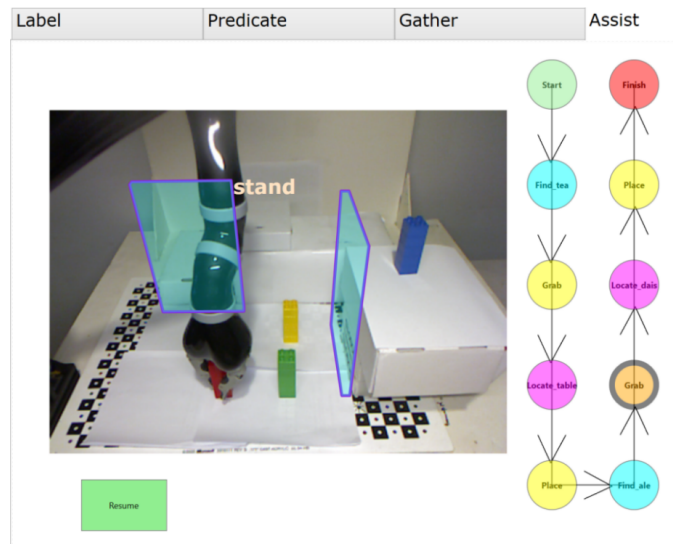 Label
Predicate
Gather
Assist
stand
Start
Find_tea
Grab
Locate_table
Place
Find_ale
Grab
Locate_dais
Place
Finish
Resume